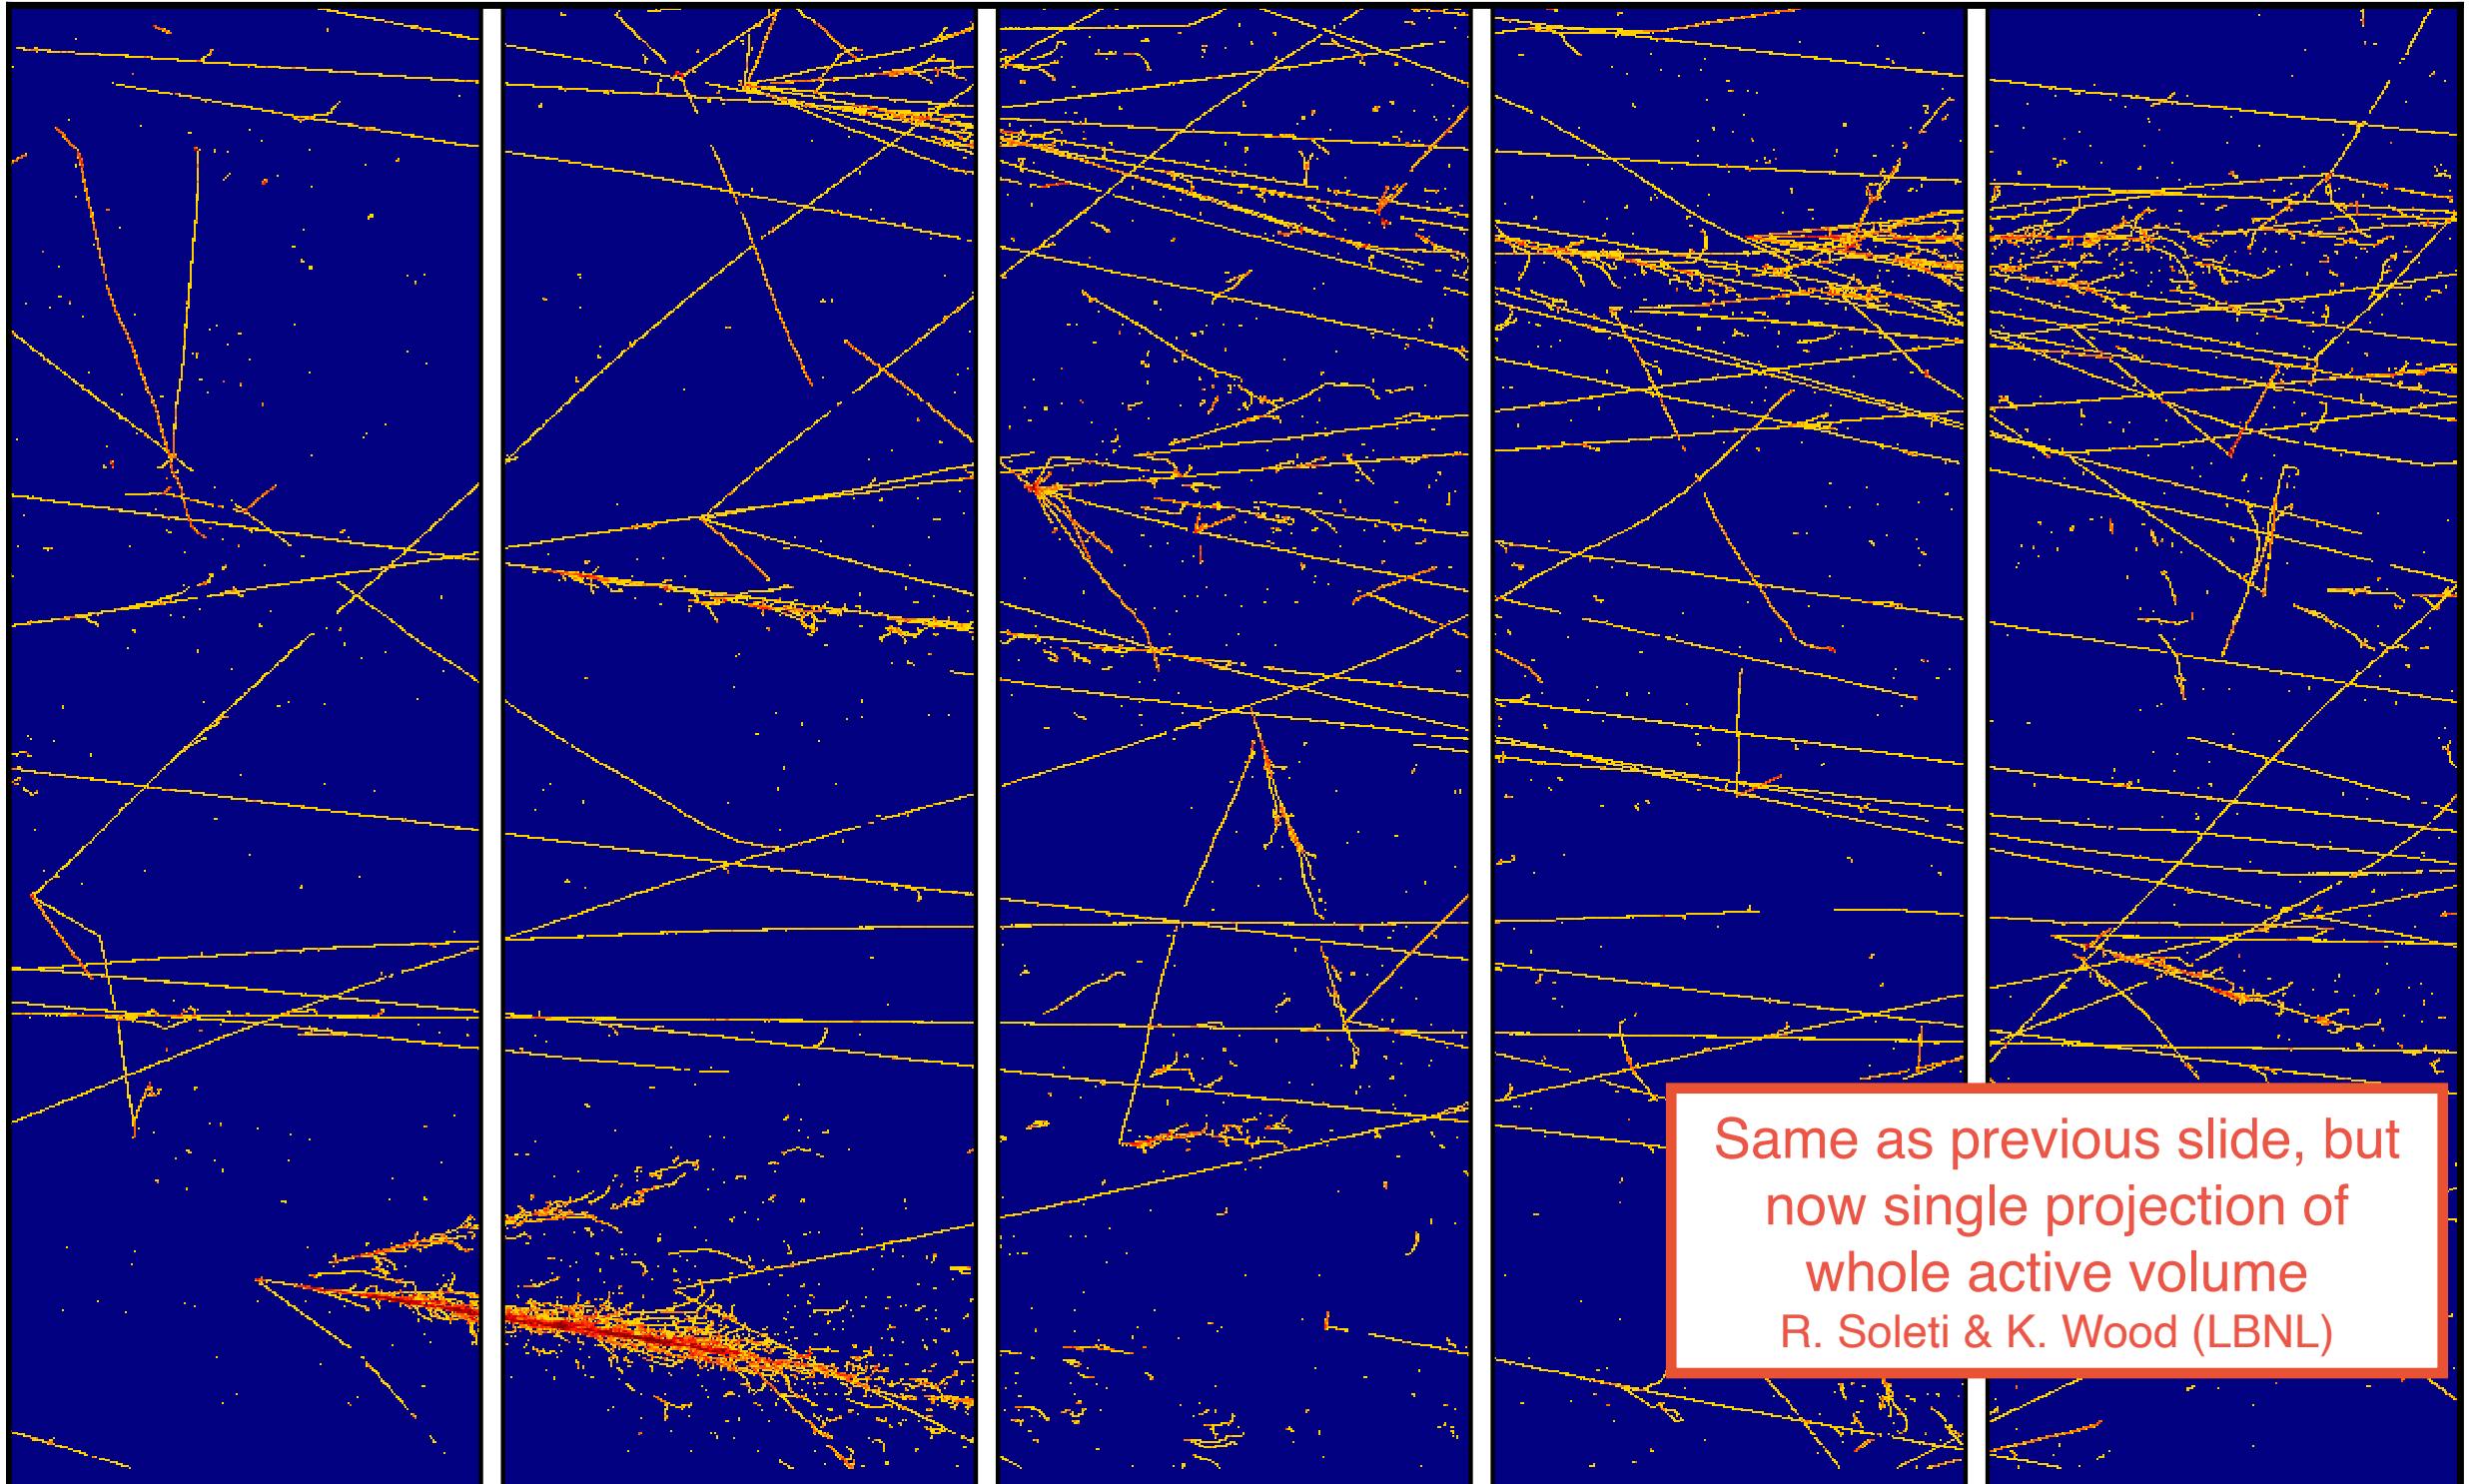 Same as previous slide, but
now single projection of
whole active volume
R. Soleti & K. Wood (LBNL)